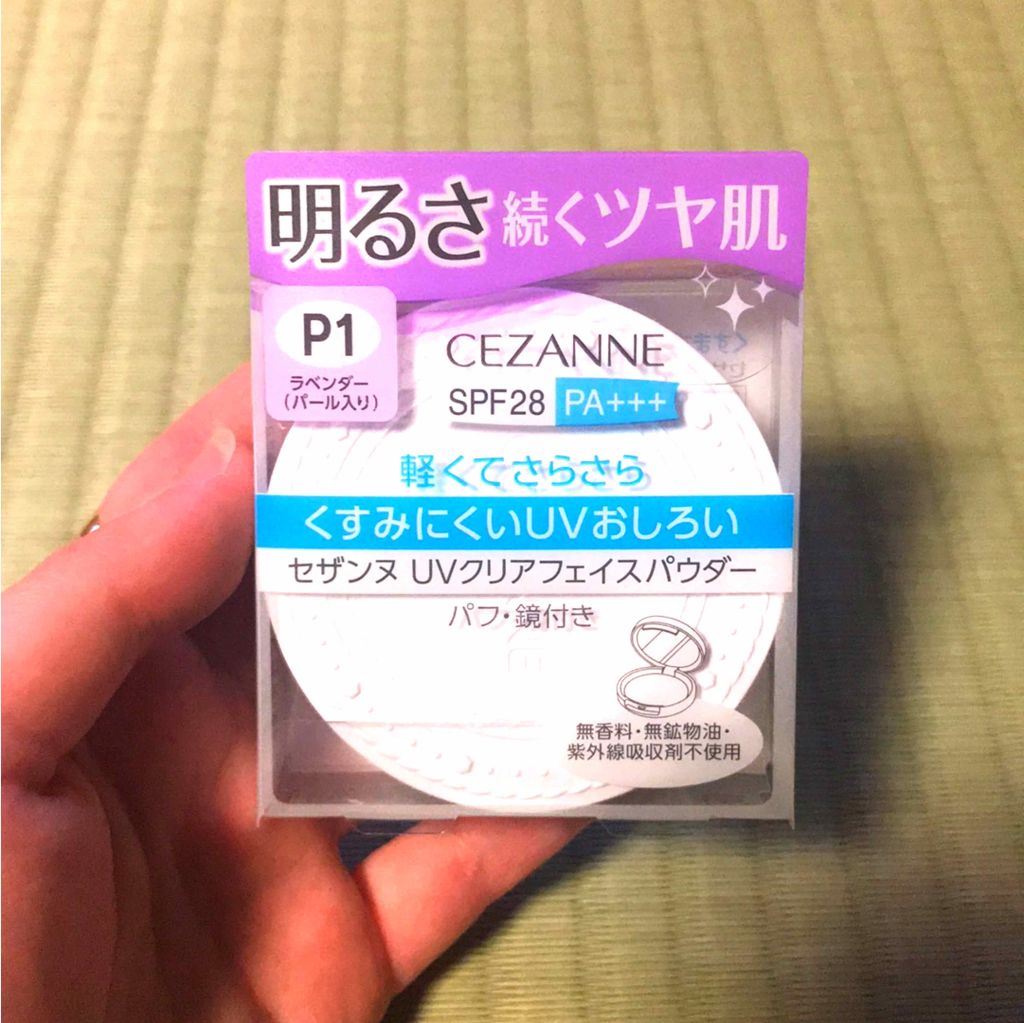 明るさ続くツヤ肌
P1
ラベンダー
(パール入り)
CEZANNE
SPF28 PA+++
軽くてさらさら
くすみにくいUVおしろい
セザンヌ UVクリアフェイスパウダー
パフ・鏡付き
無香料・無鉱物油・
紫外線吸収剤不使用